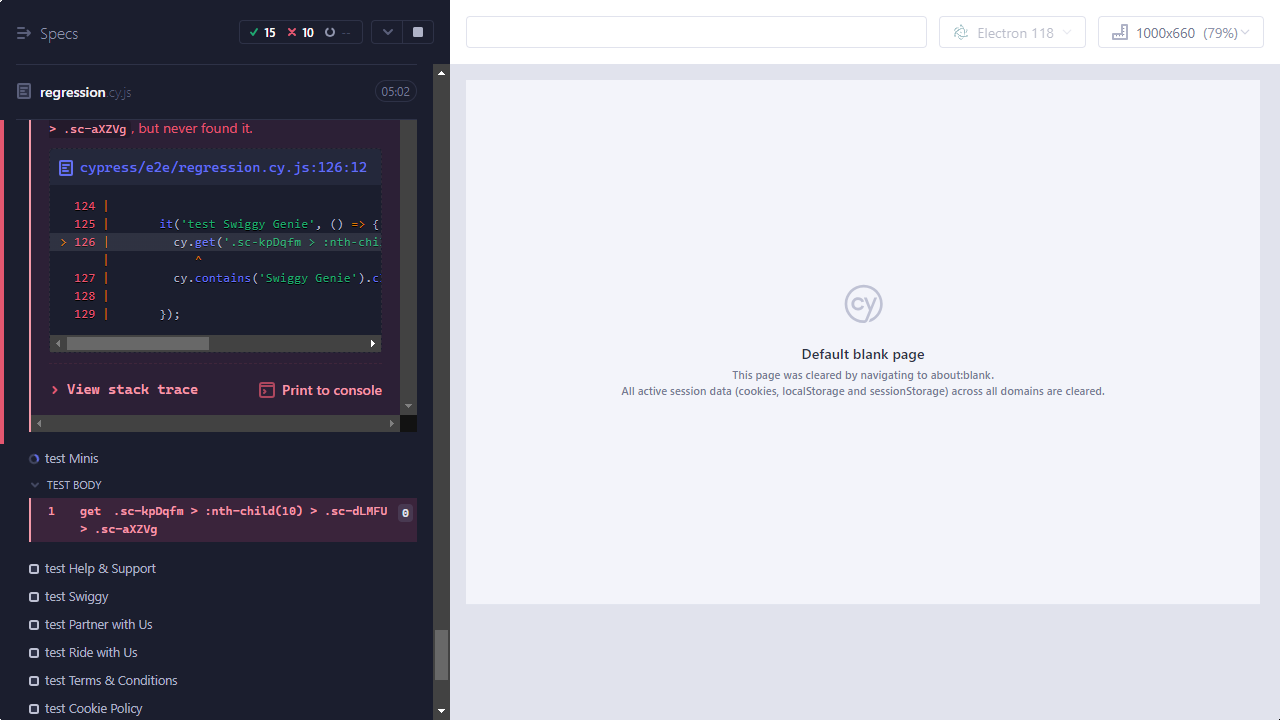 Specs
15
10
--
Electron 118
1000x660 (79%)
regression.cy.js
05:02
> .sc-aXZVg , but never found it.
cypress/e2e/regression.cy.js:126:12
124 |
125 | it('test Swiggy Genie', () => {
> 126 | cy.get('.sc-kpDqfm > :nth-chi
| ^
127 | cy.contains('Swiggy Genie').c
128 |
129 | });
View stack trace
Print to console
test Minis
TEST BODY
1 get .sc-kpDqfm > :nth-child(10) > .sc-dLMFU
> .sc-aXZVg
0
test Help & Support
test Swiggy
test Partner with Us
test Ride with Us
test Terms & Conditions
test Cookie Policy
cy
Default blank page
This page was cleared by navigating to about:blank.
All active session data (cookies, localStorage and sessionStorage) across all domains are cleared.